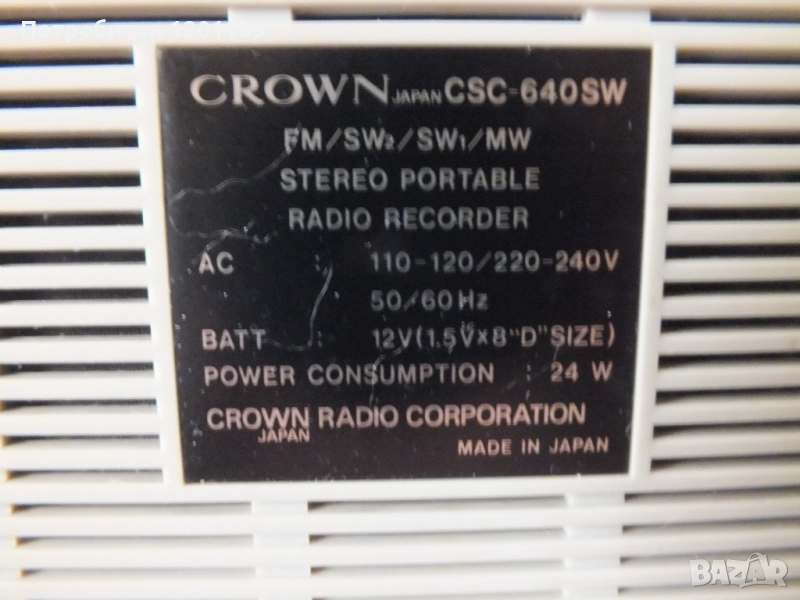 CROWN JAPAN CSC-640SW
FM/SW2/SW1/MW
STEREO PORTABLE
RADIO RECORDER
AC : 110-120/220-240V
50/60Hz
BATT : 12V(1.5V×8"D"SIZE)
POWER CONSUMPTION : 24 W
CROWN RADIO CORPORATION
JAPAN
MADE IN JAPAN
BAZAR